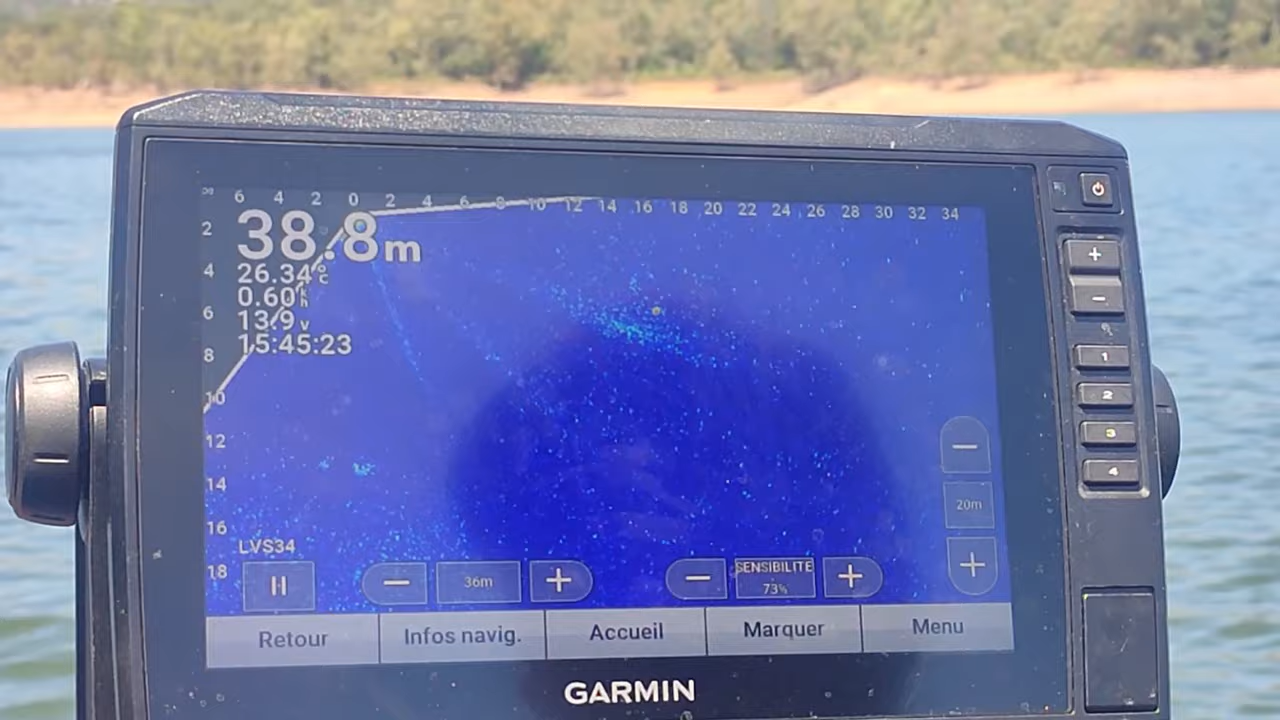 6 4 2 0 2 4 6 8 10 12 14 16 18 20 22 24 26 28 30 32 34
2
38.8m
4
26.34°C
0.60
6
13.9V
15:45:23
8
10
12
14
16
18
LVS34
36m
SENSIBILITE
73%
20m
Retour Infos navig. Accueil Marquer Menu
GARMIN
+
−
1
2
3
4